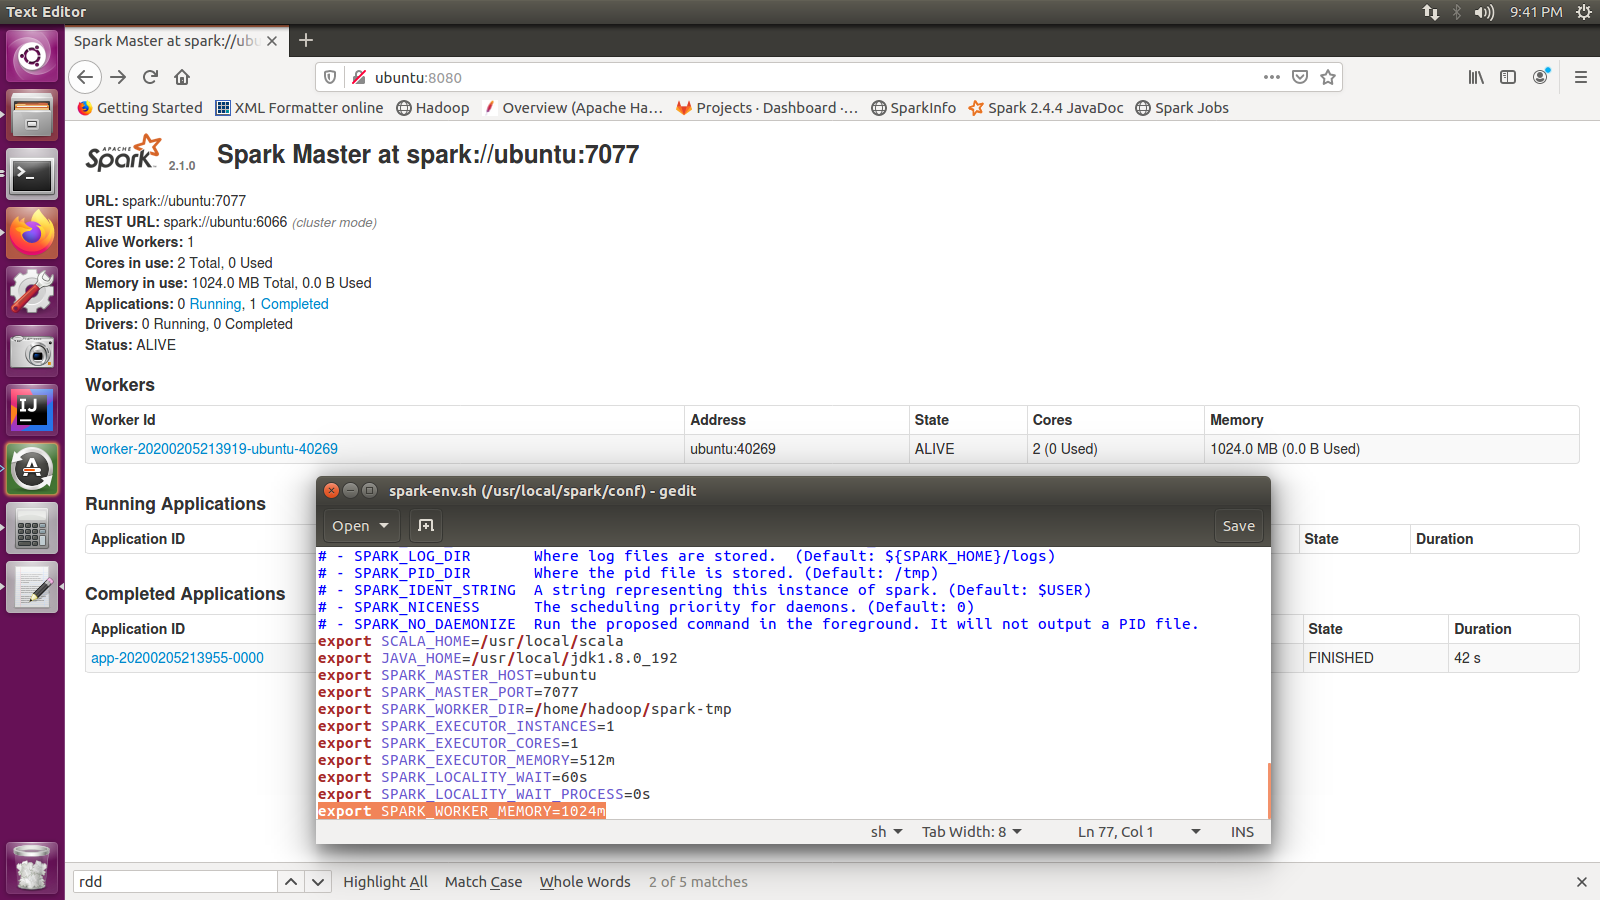 Text Editor
9:41 PM
Spark Master at spark://ubu
ubuntu:8080
Getting Started
XML Formatter online
Hadoop
Overview (Apache Ha...
Projects · Dashboard ·...
SparkInfo
Spark 2.4.4 JavaDoc
Spark Jobs
APACHE
Spark
2.1.0
Spark Master at spark://ubuntu:7077
URL: spark://ubuntu:7077
REST URL: spark://ubuntu:6066 (cluster mode)
Alive Workers: 1
Cores in use: 2 Total, 0 Used
Memory in use: 1024.0 MB Total, 0.0 B Used
Applications: 0 Running, 1 Completed
Drivers: 0 Running, 0 Completed
Status: ALIVE
Workers
Worker Id Address State Cores Memory
worker-20200205213919-ubuntu-40269 ubuntu:40269 ALIVE 2 (0 Used) 1024.0 MB (0.0 B Used)
Running Applications
Application ID State Duration
Completed Applications
Application ID State Duration
app-20200205213955-0000 FINISHED 42 s
spark-env.sh (/usr/local/spark/conf) - gedit
Open
Save
# - SPARK_LOG_DIR Where log files are stored. (Default: ${SPARK_HOME}/logs)
# - SPARK_PID_DIR Where the pid file is stored. (Default: /tmp)
# - SPARK_IDENT_STRING A string representing this instance of spark. (Default: $USER)
# - SPARK_NICENESS The scheduling priority for daemons. (Default: 0)
# - SPARK_NO_DAEMONIZE Run the proposed command in the foreground. It will not output a PID file.
export SCALA_HOME=/usr/local/scala
export JAVA_HOME=/usr/local/jdk1.8.0_192
export SPARK_MASTER_HOST=ubuntu
export SPARK_MASTER_PORT=7077
export SPARK_WORKER_DIR=/home/hadoop/spark-tmp
export SPARK_EXECUTOR_INSTANCES=1
export SPARK_EXECUTOR_CORES=1
export SPARK_EXECUTOR_MEMORY=512m
export SPARK_LOCALITY_WAIT=60s
export SPARK_LOCALITY_WAIT_PROCESS=0s
export SPARK_WORKER_MEMORY=1024m
sh Tab Width: 8 Ln 77, Col 1 INS
rdd
Highlight All Match Case Whole Words 2 of 5 matches
IJ